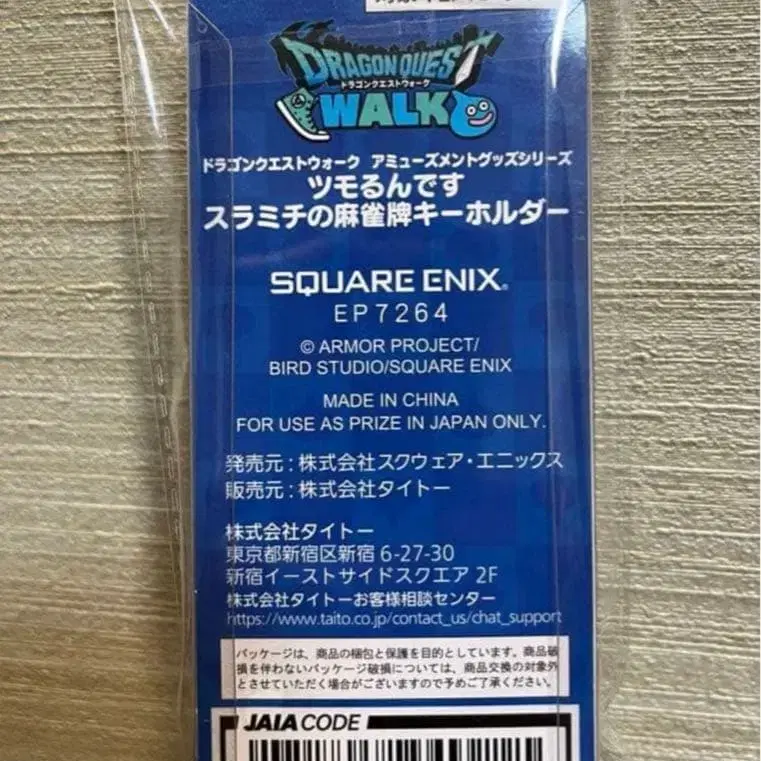 DRAGON QUEST
ドラゴンクエストウォーク
WALK
ドラゴンクエストウォーク アミューズメントグッズシリーズ
ツモるんです
スラミチの麻雀牌キーホルダー
SQUARE ENIX®
EP7264
© ARMOR PROJECT/
BIRD STUDIO/SQUARE ENIX
MADE IN CHINA
FOR USE AS PRIZE IN JAPAN ONLY.
発売元：株式会社スクウェア・エニックス
販売元：株式会社タイトー
株式会社タイトー
東京都新宿区新宿 6-27-30
新宿イーストサイドスクエア 2F
株式会社タイトーお客様相談センター
https://www.taito.co.jp/contact_us/chat_support
パッケージは、商品の梱包と保護を目的としています。商品破
損を伴わないパッケージ破損については、商品交換の対象外
とさせていただく場合がございますので予めご了承ください。
JAIA CODE